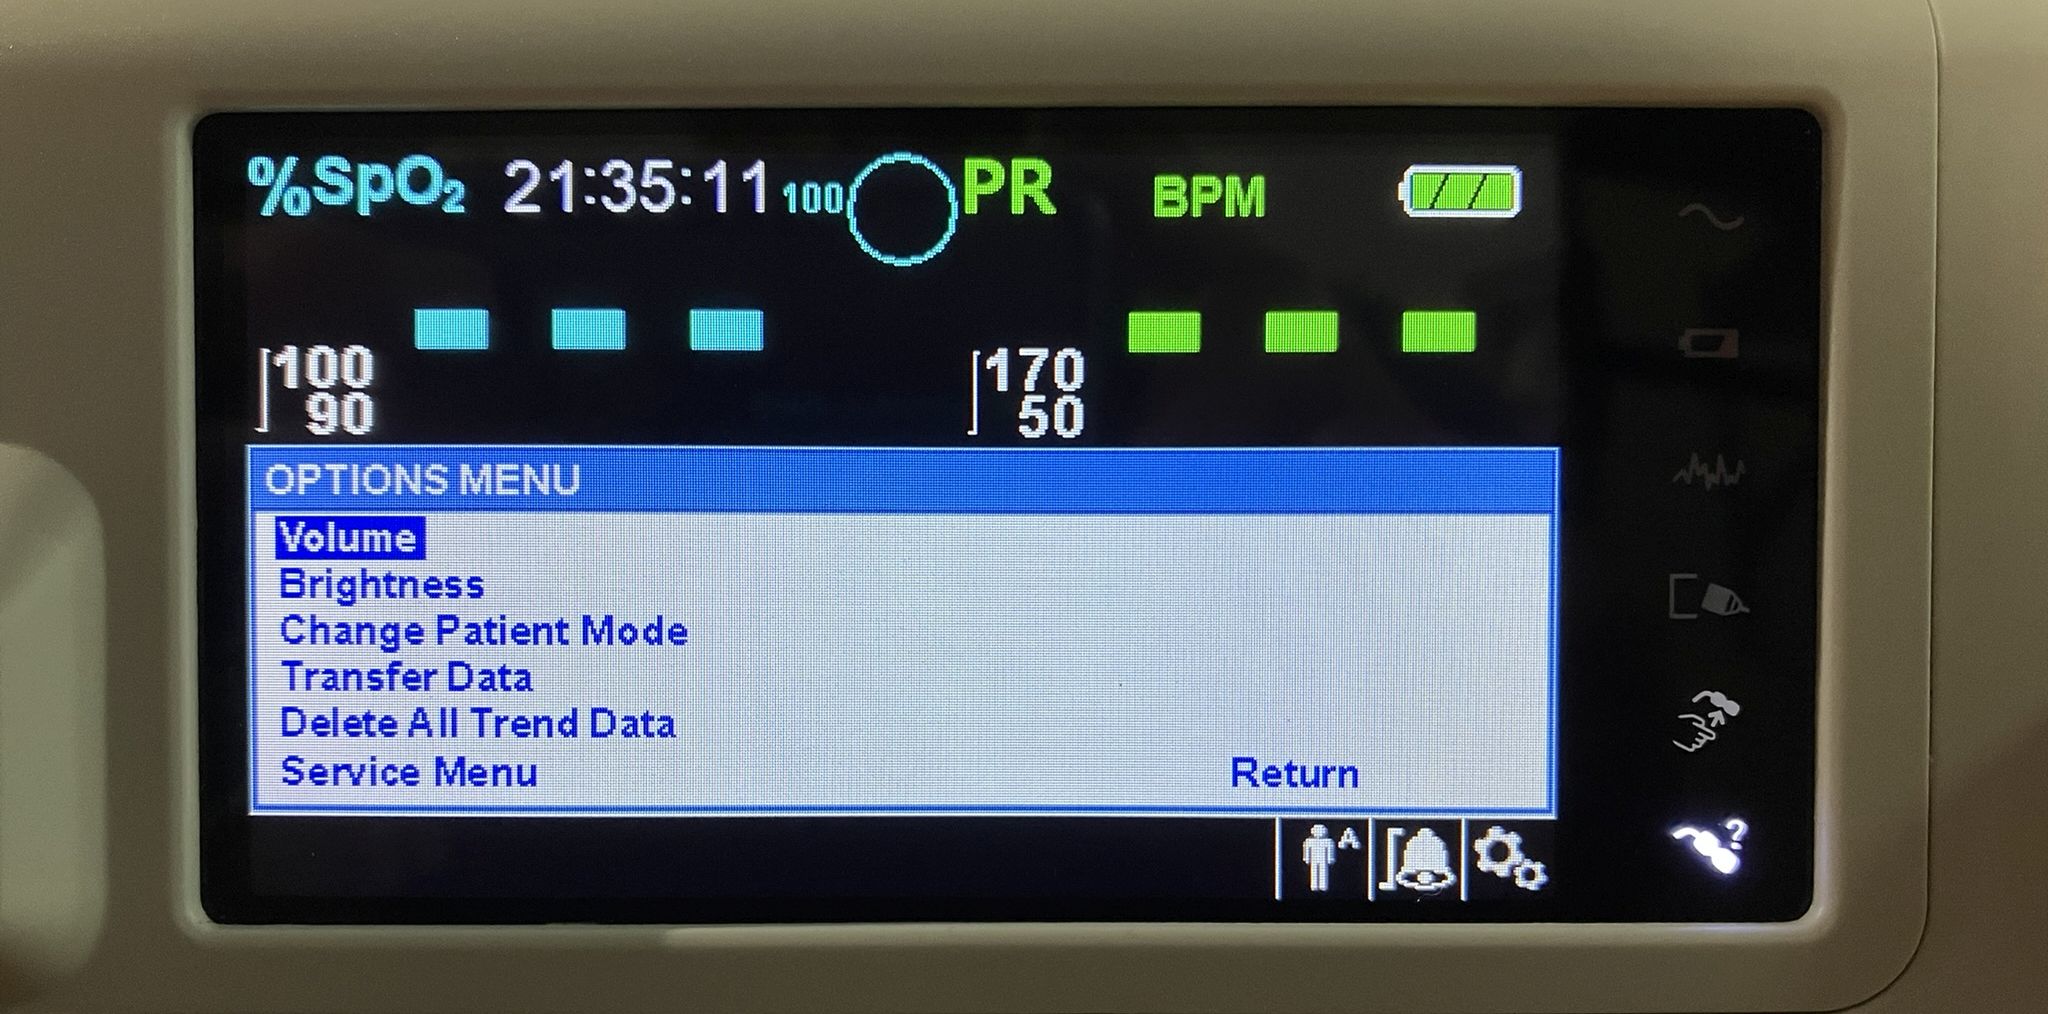 %SpO₂ 21:35:11 100 PR BPM
--- ---
100 170
90 50
OPTIONS MENU
Volume
Brightness
Change Patient Mode
Transfer Data
Delete All Trend Data
Service Menu Return
A
?